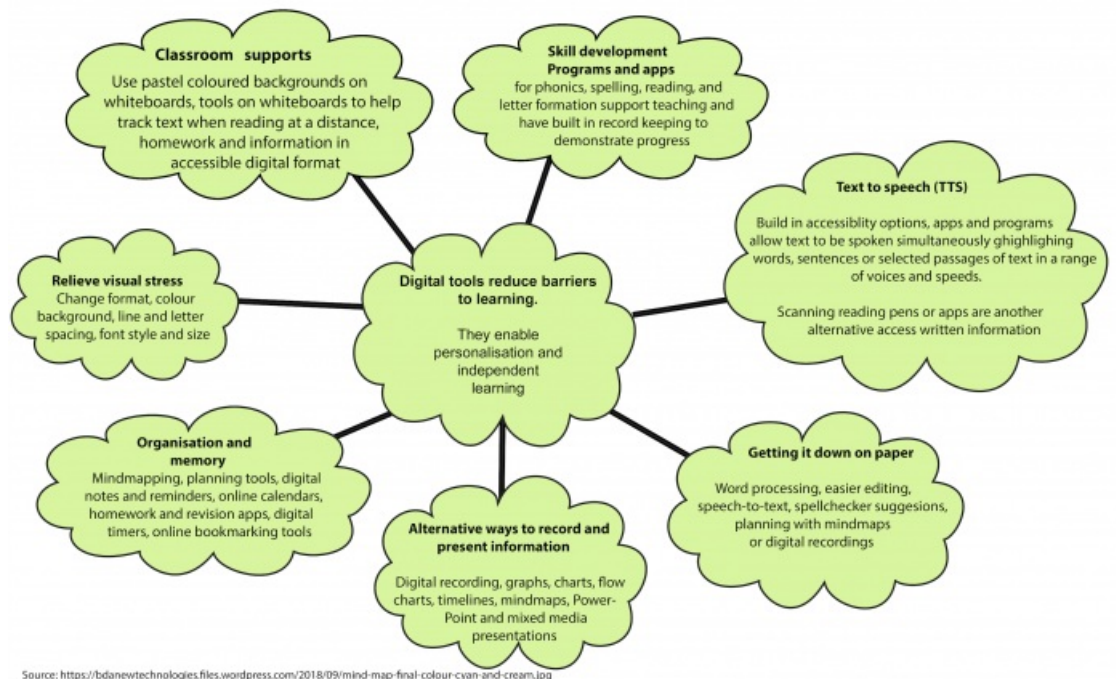 Classroom supports
Use pastel coloured backgrounds on
whiteboards, tools on whiteboards to help
track text when reading at a distance,
homework and information in
accessible digital format
Skill development
Programs and apps
for phonics, spelling, reading, and
letter formation support teaching and
have built in record keeping to
demonstrate progress
Text to speech (TTS)
Build in accessiblity options, apps and programs
allow text to be spoken simultaneously ghighlighing
words, sentences or selected passages of text in a range
of voices and speeds.
Scanning reading pens or apps are another
alternative access written information
Relieve visual stress
Change format, colour
background, line and letter
spacing, font style and size
Digital tools reduce barriers
to learning.
They enable
personalisation and
independent
learning
Organisation and
memory
Mindmapping, planning tools, digital
notes and reminders, online calendars,
homework and revision apps, digital
timers, online bookmarking tools
Getting it down on paper
Word processing, easier editing,
speech-to-text, spellchecker suggesions,
planning with mindmaps
or digital recordings
Alternative ways to record and
present information
Digital recording, graphs, charts, flow
charts, timelines, mindmaps, Power-
Point and mixed media
presentations
Source: https://bdanewtechnologies.files.wordpress.com/2018/09/mind-map-final-colour-cyan-and-cream.jpg